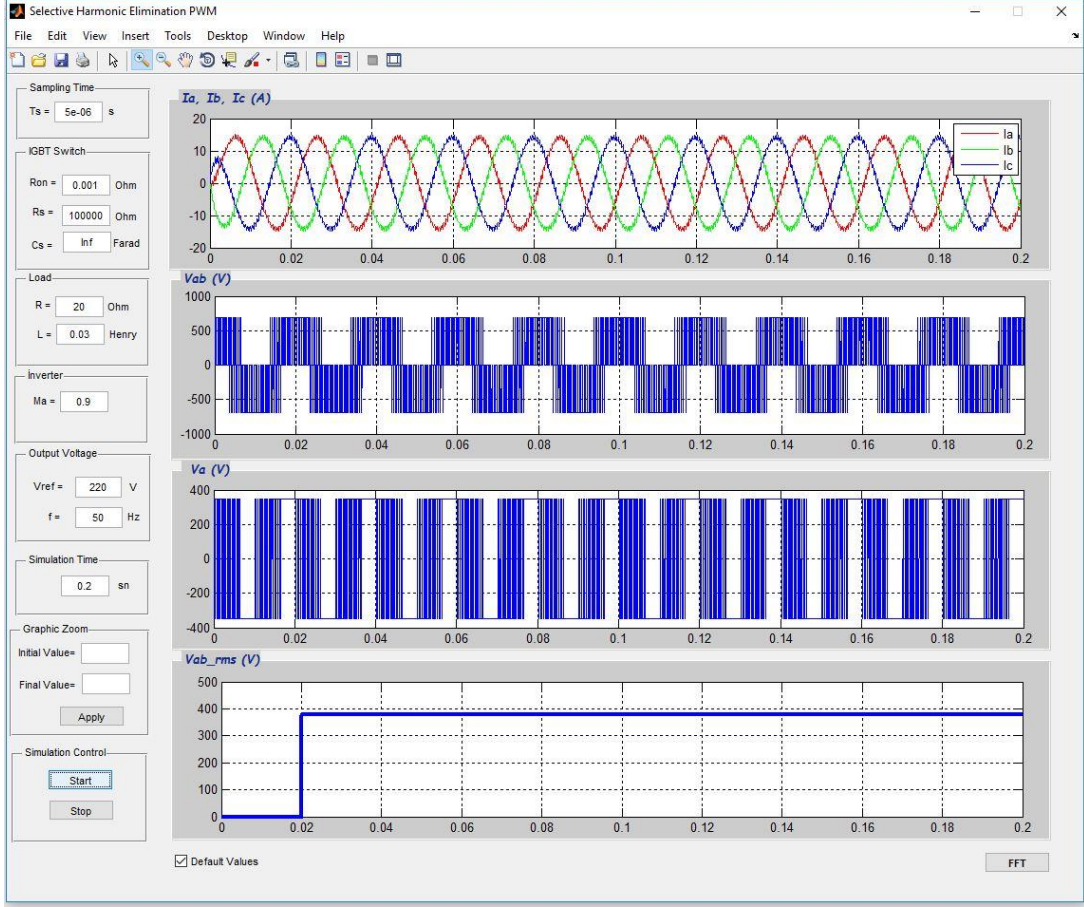 Selective Harmonic Elimination PWM
File Edit View Insert Tools Desktop Window Help
Sampling Time
Ts = 5e-06 s
IGBT Switch
Ron = 0.001 Ohm
Rs = 100000 Ohm
Cs = Inf Farad
Load
R = 20 Ohm
L = 0.03 Henry
Inverter
Ma = 0.9
Output Voltage
Vref = 220 V
f = 50 Hz
Simulation Time
0.2 sn
Graphic Zoom
Initial Value=
Final Value=
Apply
Simulation Control
Start
Stop
Ia, Ib, Ic (A)
20
10
0
-10
-20
0 0.02 0.04 0.06 0.08 0.1 0.12 0.14 0.16 0.18 0.2
Ia
Ib
Ic
Vab (V)
1000
500
0
-500
-1000
0 0.02 0.04 0.06 0.08 0.1 0.12 0.14 0.16 0.18 0.2
Va (V)
400
200
0
-200
-400
0 0.02 0.04 0.06 0.08 0.1 0.12 0.14 0.16 0.18 0.2
Vab_rms (V)
500
400
300
200
100
0
0 0.02 0.04 0.06 0.08 0.1 0.12 0.14 0.16 0.18 0.2
Default Values
FFT